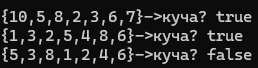 {10,5,8,2,3,6,7}->куча? true
{1,3,2,5,4,8,6}->куча? true
{5,3,8,1,2,4,6}->куча? false